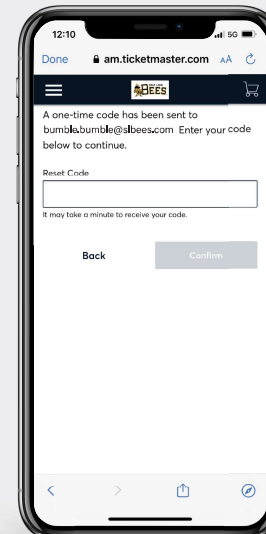 12:10
5G
Done am.ticketmaster.com AA
BEES
A one-time code has been sent to
bumble.bumble@slbees.com Enter your code
below to continue.
Reset Code
It may take a minute to receive your code.
Back Confirm